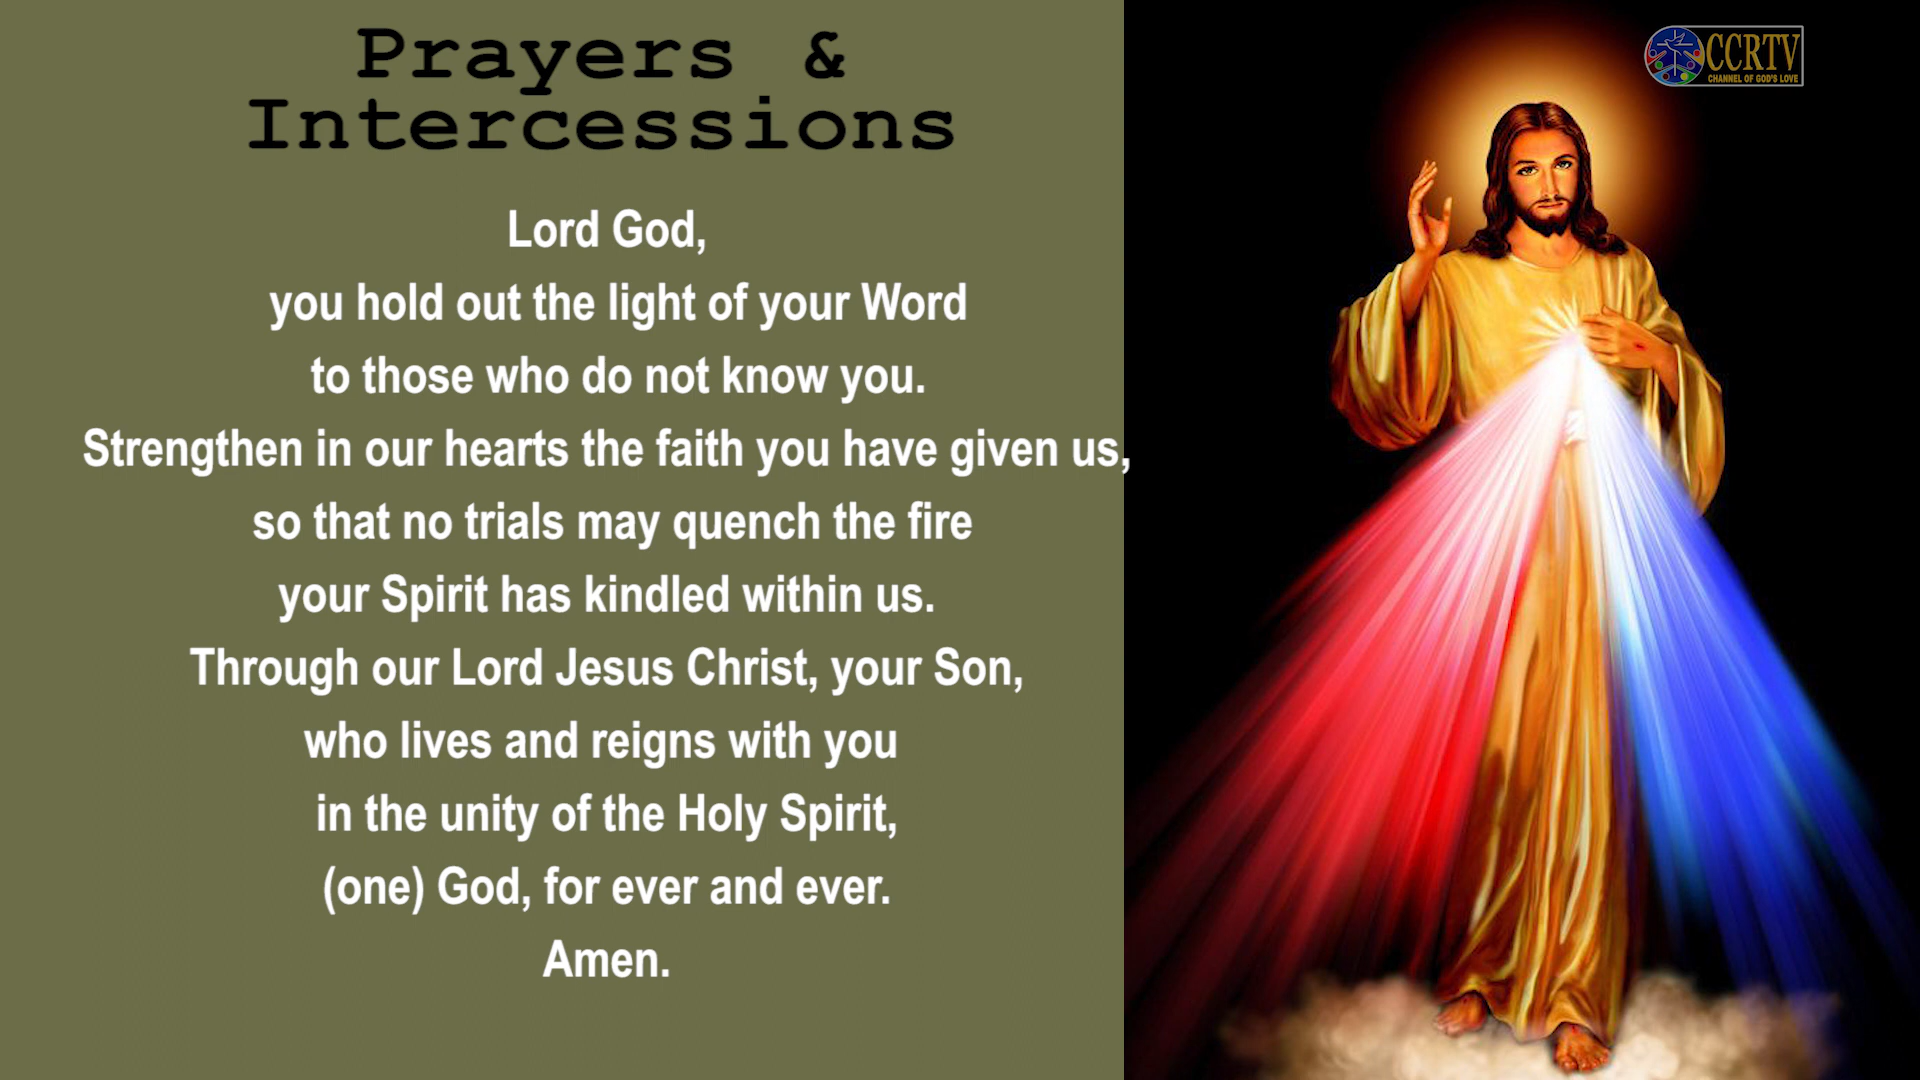 Prayers &
Intercessions
Lord God,
you hold out the light of your Word
to those who do not know you.
Strengthen in our hearts the faith you have given us,
so that no trials may quench the fire
your Spirit has kindled within us.
Through our Lord Jesus Christ, your Son,
who lives and reigns with you
in the unity of the Holy Spirit,
(one) God, for ever and ever.
Amen.
CCRTV
CHANNEL OF GOD'S LOVE